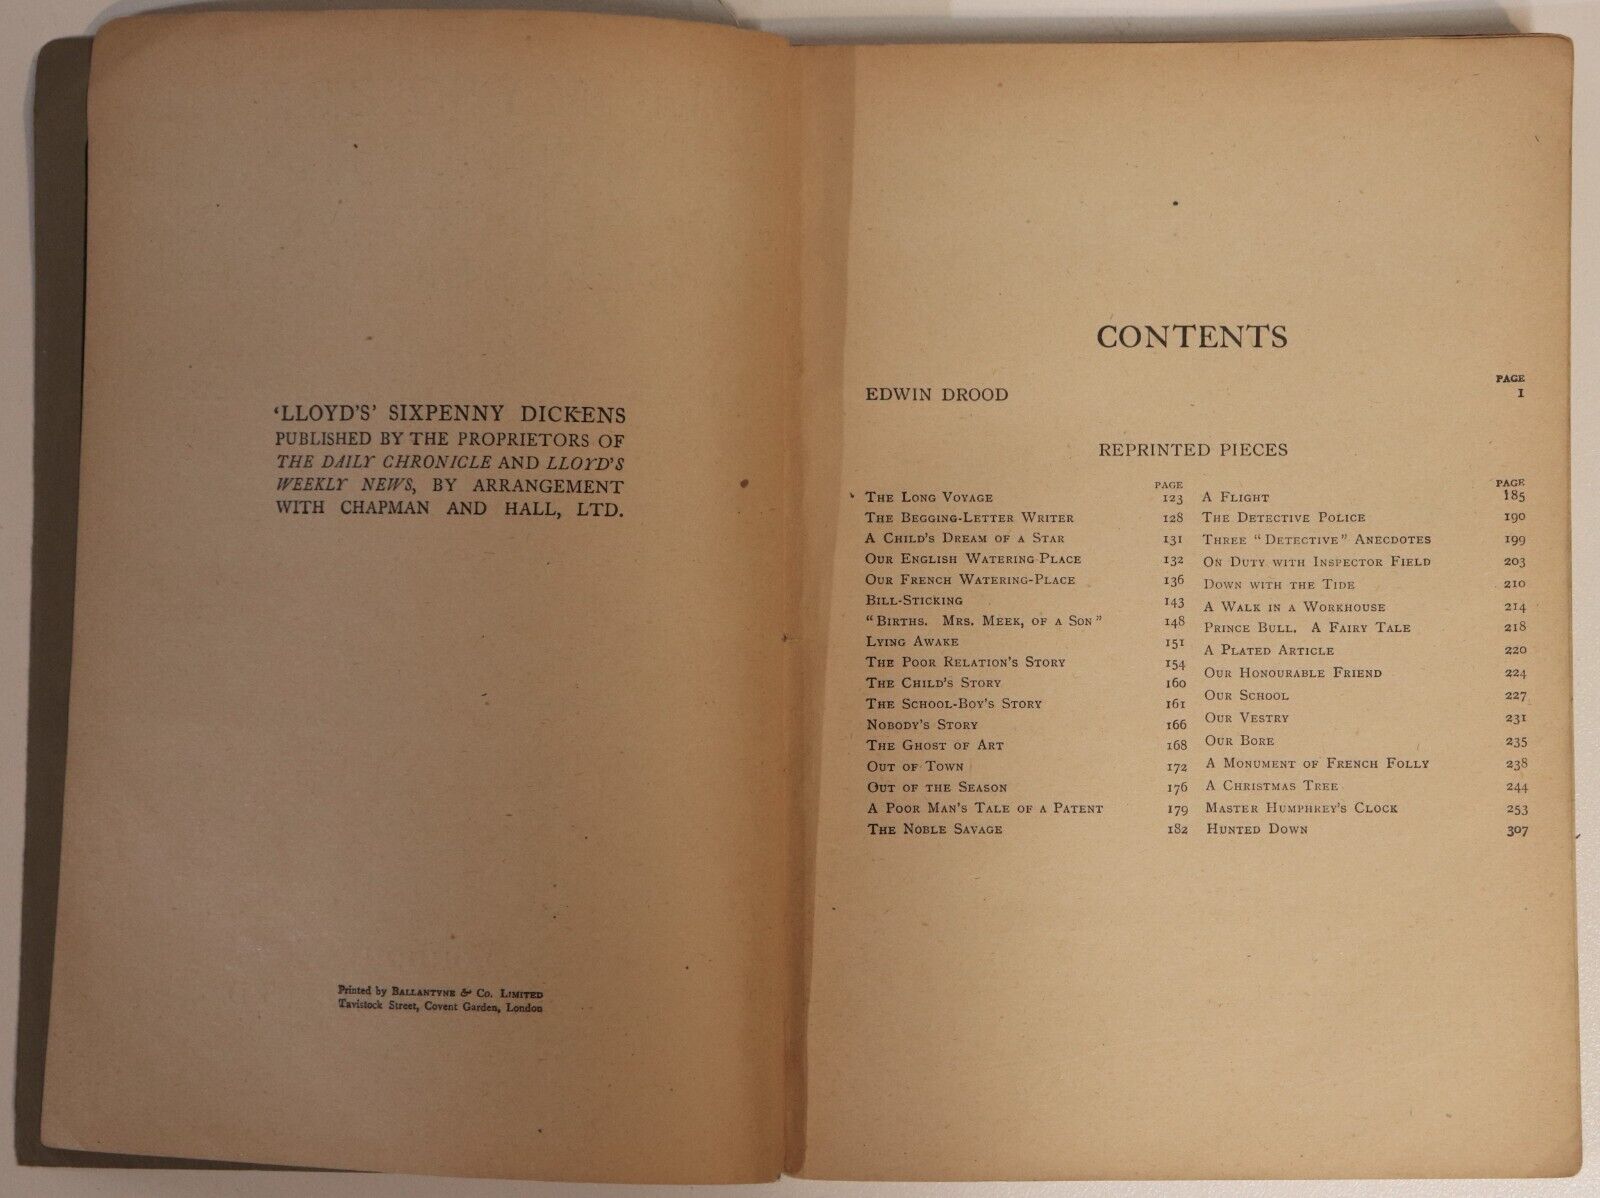 'LLOYD'S' SIXPENNY DICKENS
PUBLISHED BY THE PROPRIETORS OF
THE DAILY CHRONICLE AND LLOYD'S
WEEKLY NEWS, BY ARRANGEMENT
WITH CHAPMAN AND HALL, LTD.
Printed by BALLANTYNE & Co. LIMITED
Tavistock Street, Covent Garden, London
CONTENTS
PAGE
EDWIN DROOD 1
REPRINTED PIECES
PAGE
THE LONG VOYAGE 123
THE BEGGING-LETTER WRITER 128
A CHILD'S DREAM OF A STAR 131
OUR ENGLISH WATERING-PLACE 132
OUR FRENCH WATERING-PLACE 136
BILL-STICKING 143
"BIRTHS. MRS. MEEK, OF A SON" 148
LYING AWAKE 151
THE POOR RELATION'S STORY 154
THE CHILD'S STORY 160
THE SCHOOL-BOY'S STORY 161
NOBODY'S STORY 166
THE GHOST OF ART 168
OUT OF TOWN 172
OUT OF THE SEASON 176
A POOR MAN'S TALE OF A PATENT 179
THE NOBLE SAVAGE 182
PAGE
A FLIGHT 185
THE DETECTIVE POLICE 190
THREE "DETECTIVE" ANECDOTES 199
ON DUTY WITH INSPECTOR FIELD 203
DOWN WITH THE TIDE 210
A WALK IN A WORKHOUSE 214
PRINCE BULL. A FAIRY TALE 218
A PLATED ARTICLE 220
OUR HONOURABLE FRIEND 224
OUR SCHOOL 227
OUR VESTRY 231
OUR BORE 235
A MONUMENT OF FRENCH FOLLY 238
A CHRISTMAS TREE 244
MASTER HUMPHREY'S CLOCK 253
HUNTED DOWN 307